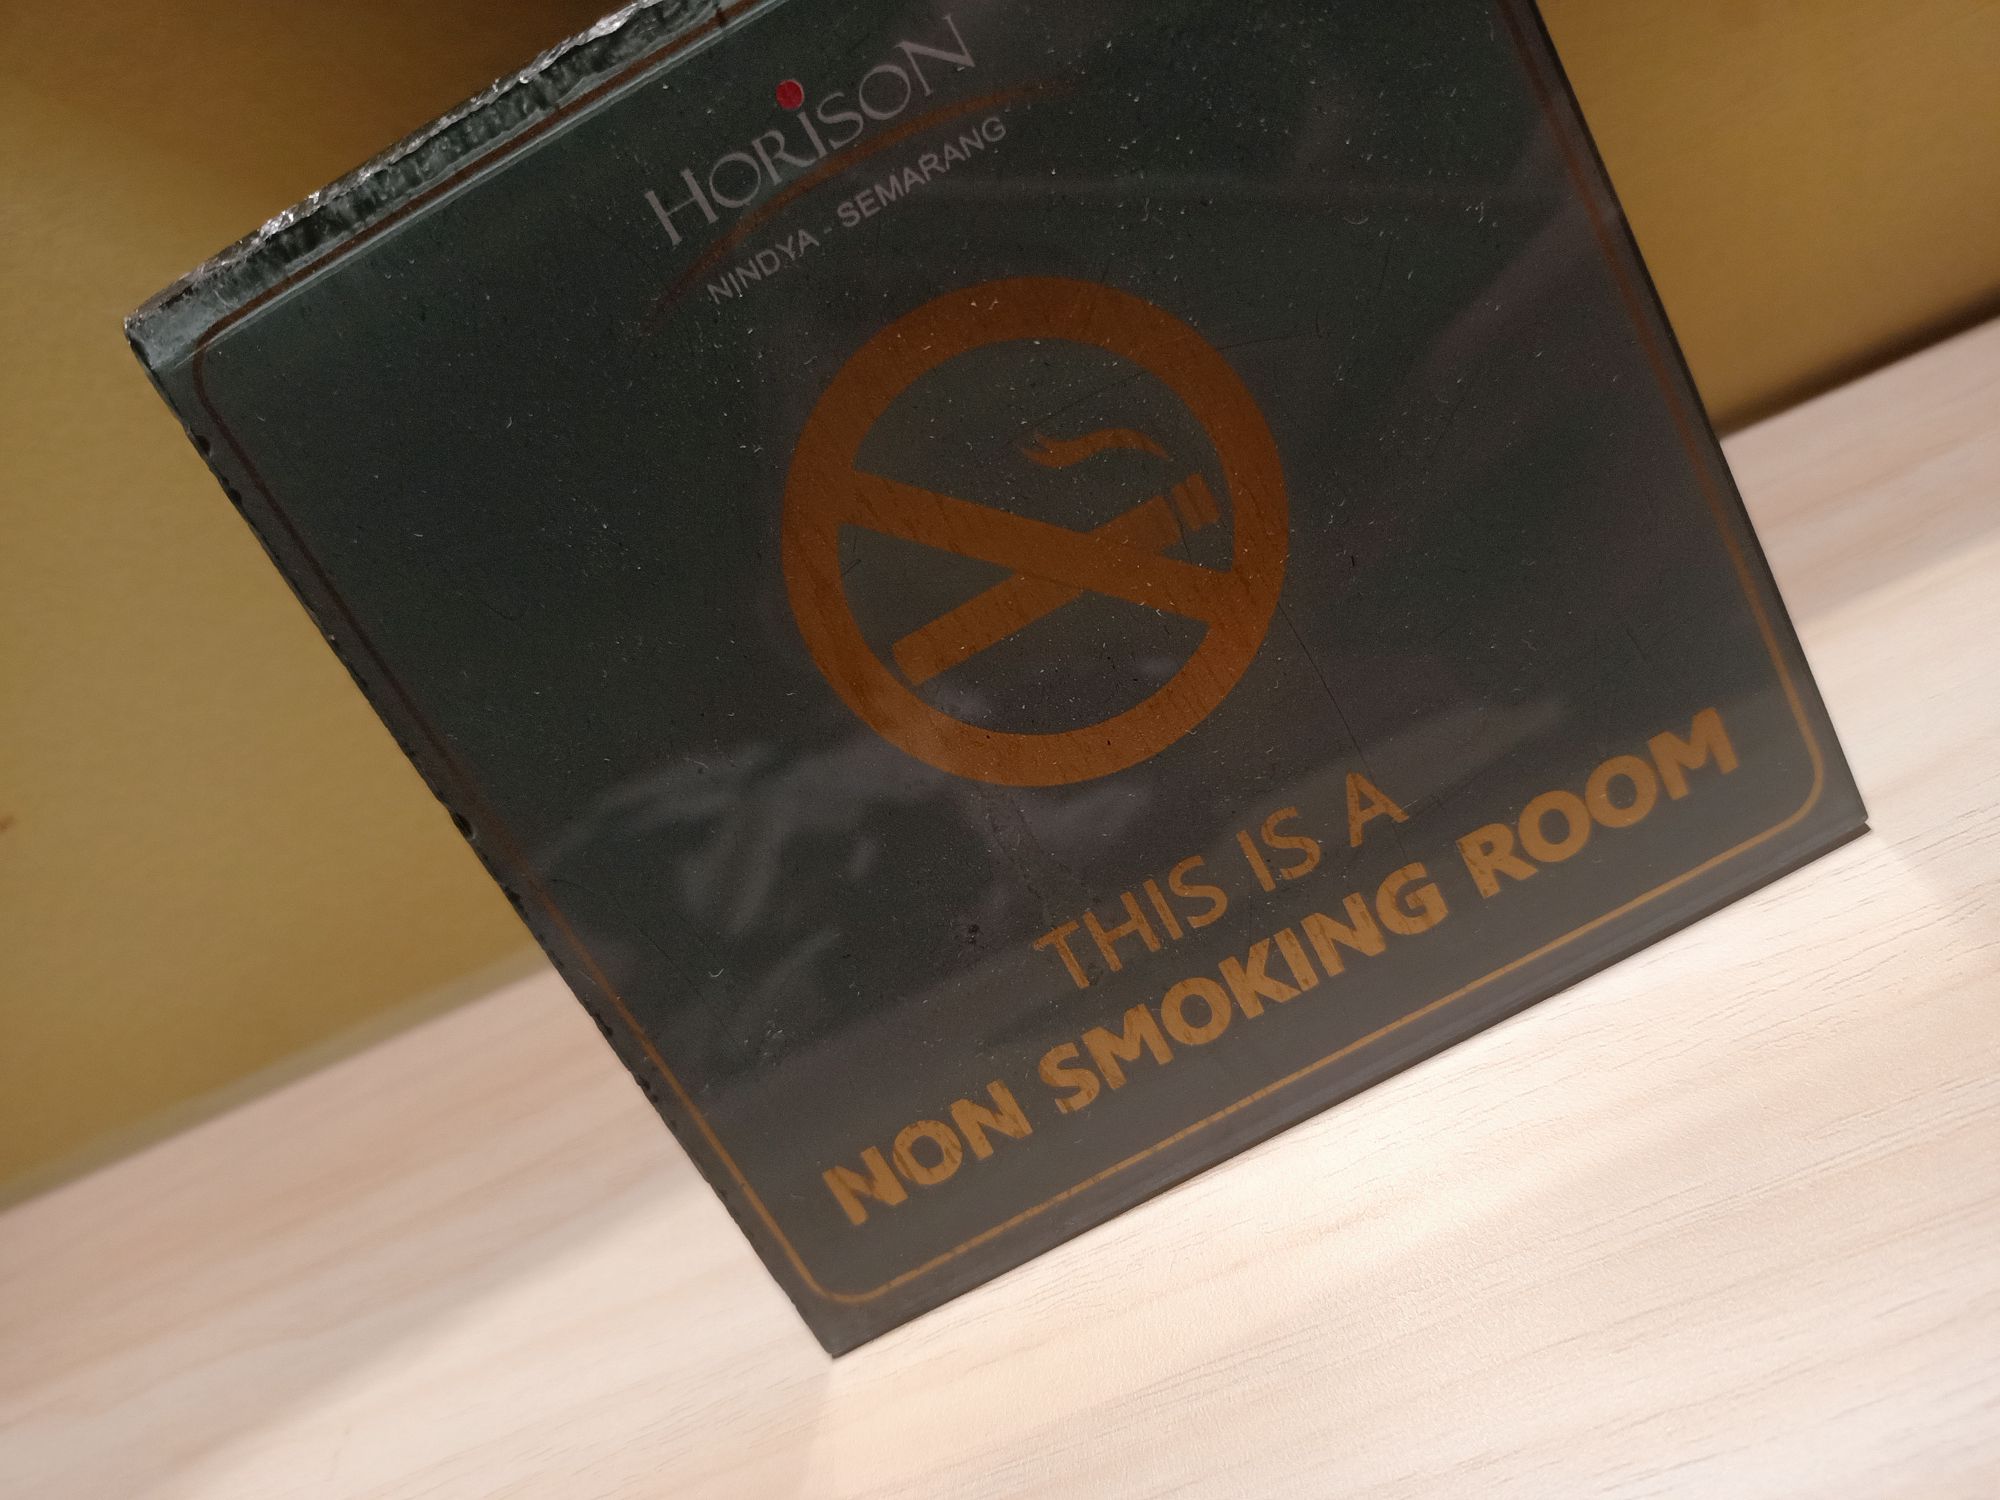 HORISON
NINDYA - SEMARANG
THIS IS A
NON SMOKING ROOM